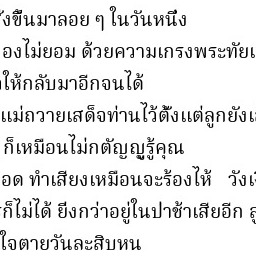 ังขึ้นมาลอย ๆ ในวันหนึ่ง
องไม่ยอม ด้วยความเกรงพระทัยเ
ให้กลับมาอีกจนได้
แม่ถวายเสด็จท่านไว้ตั้งแต่ลูกยังเ
ก็เหมือนไม่กตัญญูรู้คุณ
อด ทำเสียงเหมือนจะร้องไห้ วังเ
ก็ไม่ได้ ยิ่งกว่าอยู่ในป่าช้าเสียอีก ลู
ใจตายวันละสิบหน